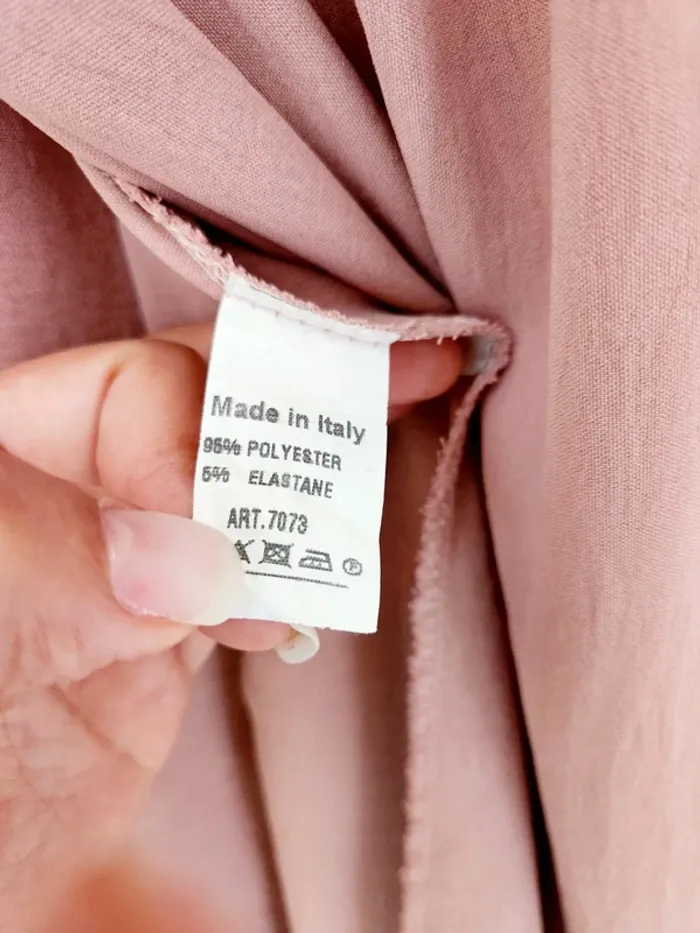 Made in Italy
95% POLYESTER
5% ELASTANE
ART.7073
P